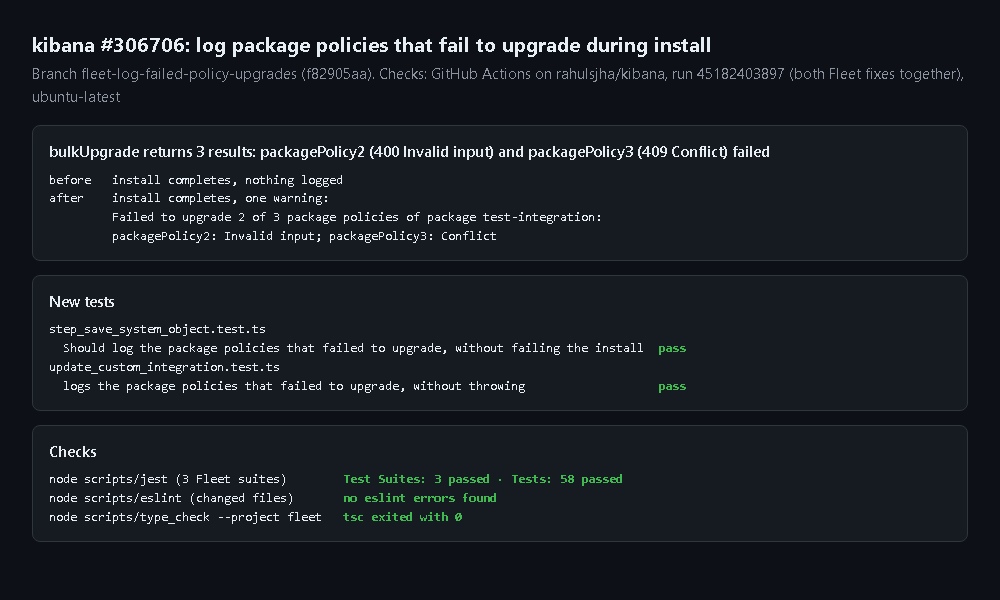 kibana #306706: log package policies that fail to upgrade during install
Branch fleet-log-failed-policy-upgrades (f82905aa). Checks: GitHub Actions on rahulsjha/kibana, run 45182403897 (both Fleet fixes together),
ubuntu-latest
bulkUpgrade returns 3 results: packagePolicy2 (400 Invalid input) and packagePolicy3 (409 Conflict) failed
before install completes, nothing logged
after install completes, one warning:
Failed to upgrade 2 of 3 package policies of package test-integration:
packagePolicy2: Invalid input; packagePolicy3: Conflict
New tests
step_save_system_object.test.ts
Should log the package policies that failed to upgrade, without failing the install pass
update_custom_integration.test.ts
logs the package policies that failed to upgrade, without throwing pass
Checks
node scripts/jest (3 Fleet suites) Test Suites: 3 passed · Tests: 58 passed
node scripts/eslint (changed files) no eslint errors found
node scripts/type_check --project fleet tsc exited with 0